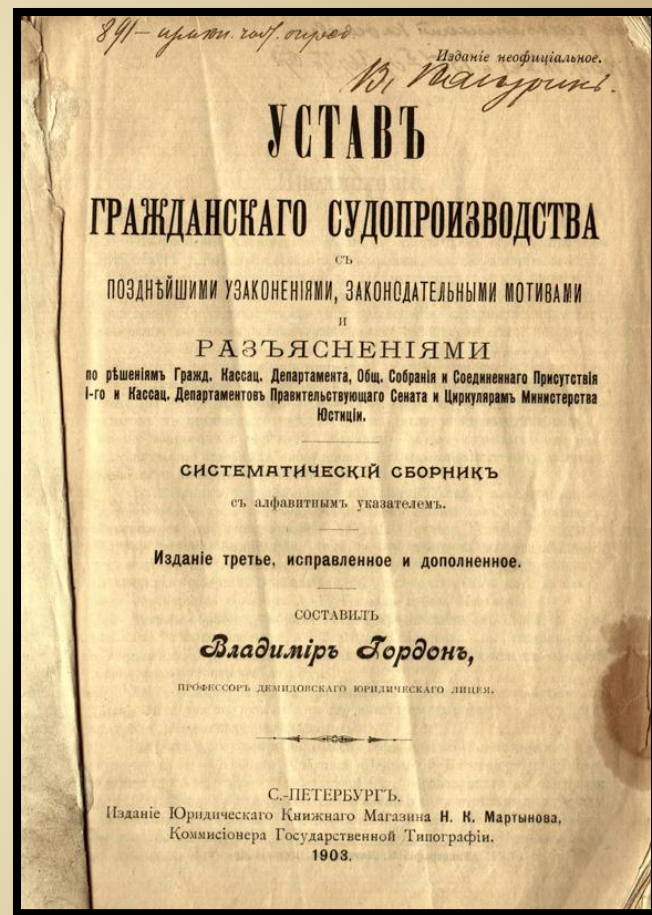 891—
Изданіе неофиціальное.
УСТАВЪ
ГРАЖДАНСКАГО СУДОПРОИЗВОДСТВА
СЪ
ПОЗДНѢЙШИМИ УЗАКОНЕНІЯМИ, ЗАКОНОДАТЕЛЬНЫМИ МОТИВАМИ
И
РАЗЪЯСНЕНІЯМИ
по рѣшеніямъ Гражд. Кассац. Департамента, Общ. Собранія и Соединеннаго Присутствія
I-го и Кассац. Департаментовъ Правительствующаго Сената и Циркулярамъ Министерства
Юстиціи.
СИСТЕМАТИЧЕСКІЙ СБОРНИКЪ
съ алфавитнымъ указателемъ.
Изданіе третье, исправленное и дополненное.
СОСТАВИЛЪ
Владиміръ Гордонъ,
ПРОФЕССОРЪ ДЕМИДОВСКАГО ЮРИДИЧЕСКАГО ЛИЦЕЯ.
С.-ПЕТЕРБУРГЪ.
Изданіе Юридическаго Книжнаго Магазина Н. К. Мартынова,
Коммисіонера Государственной Типографіи.
1903.